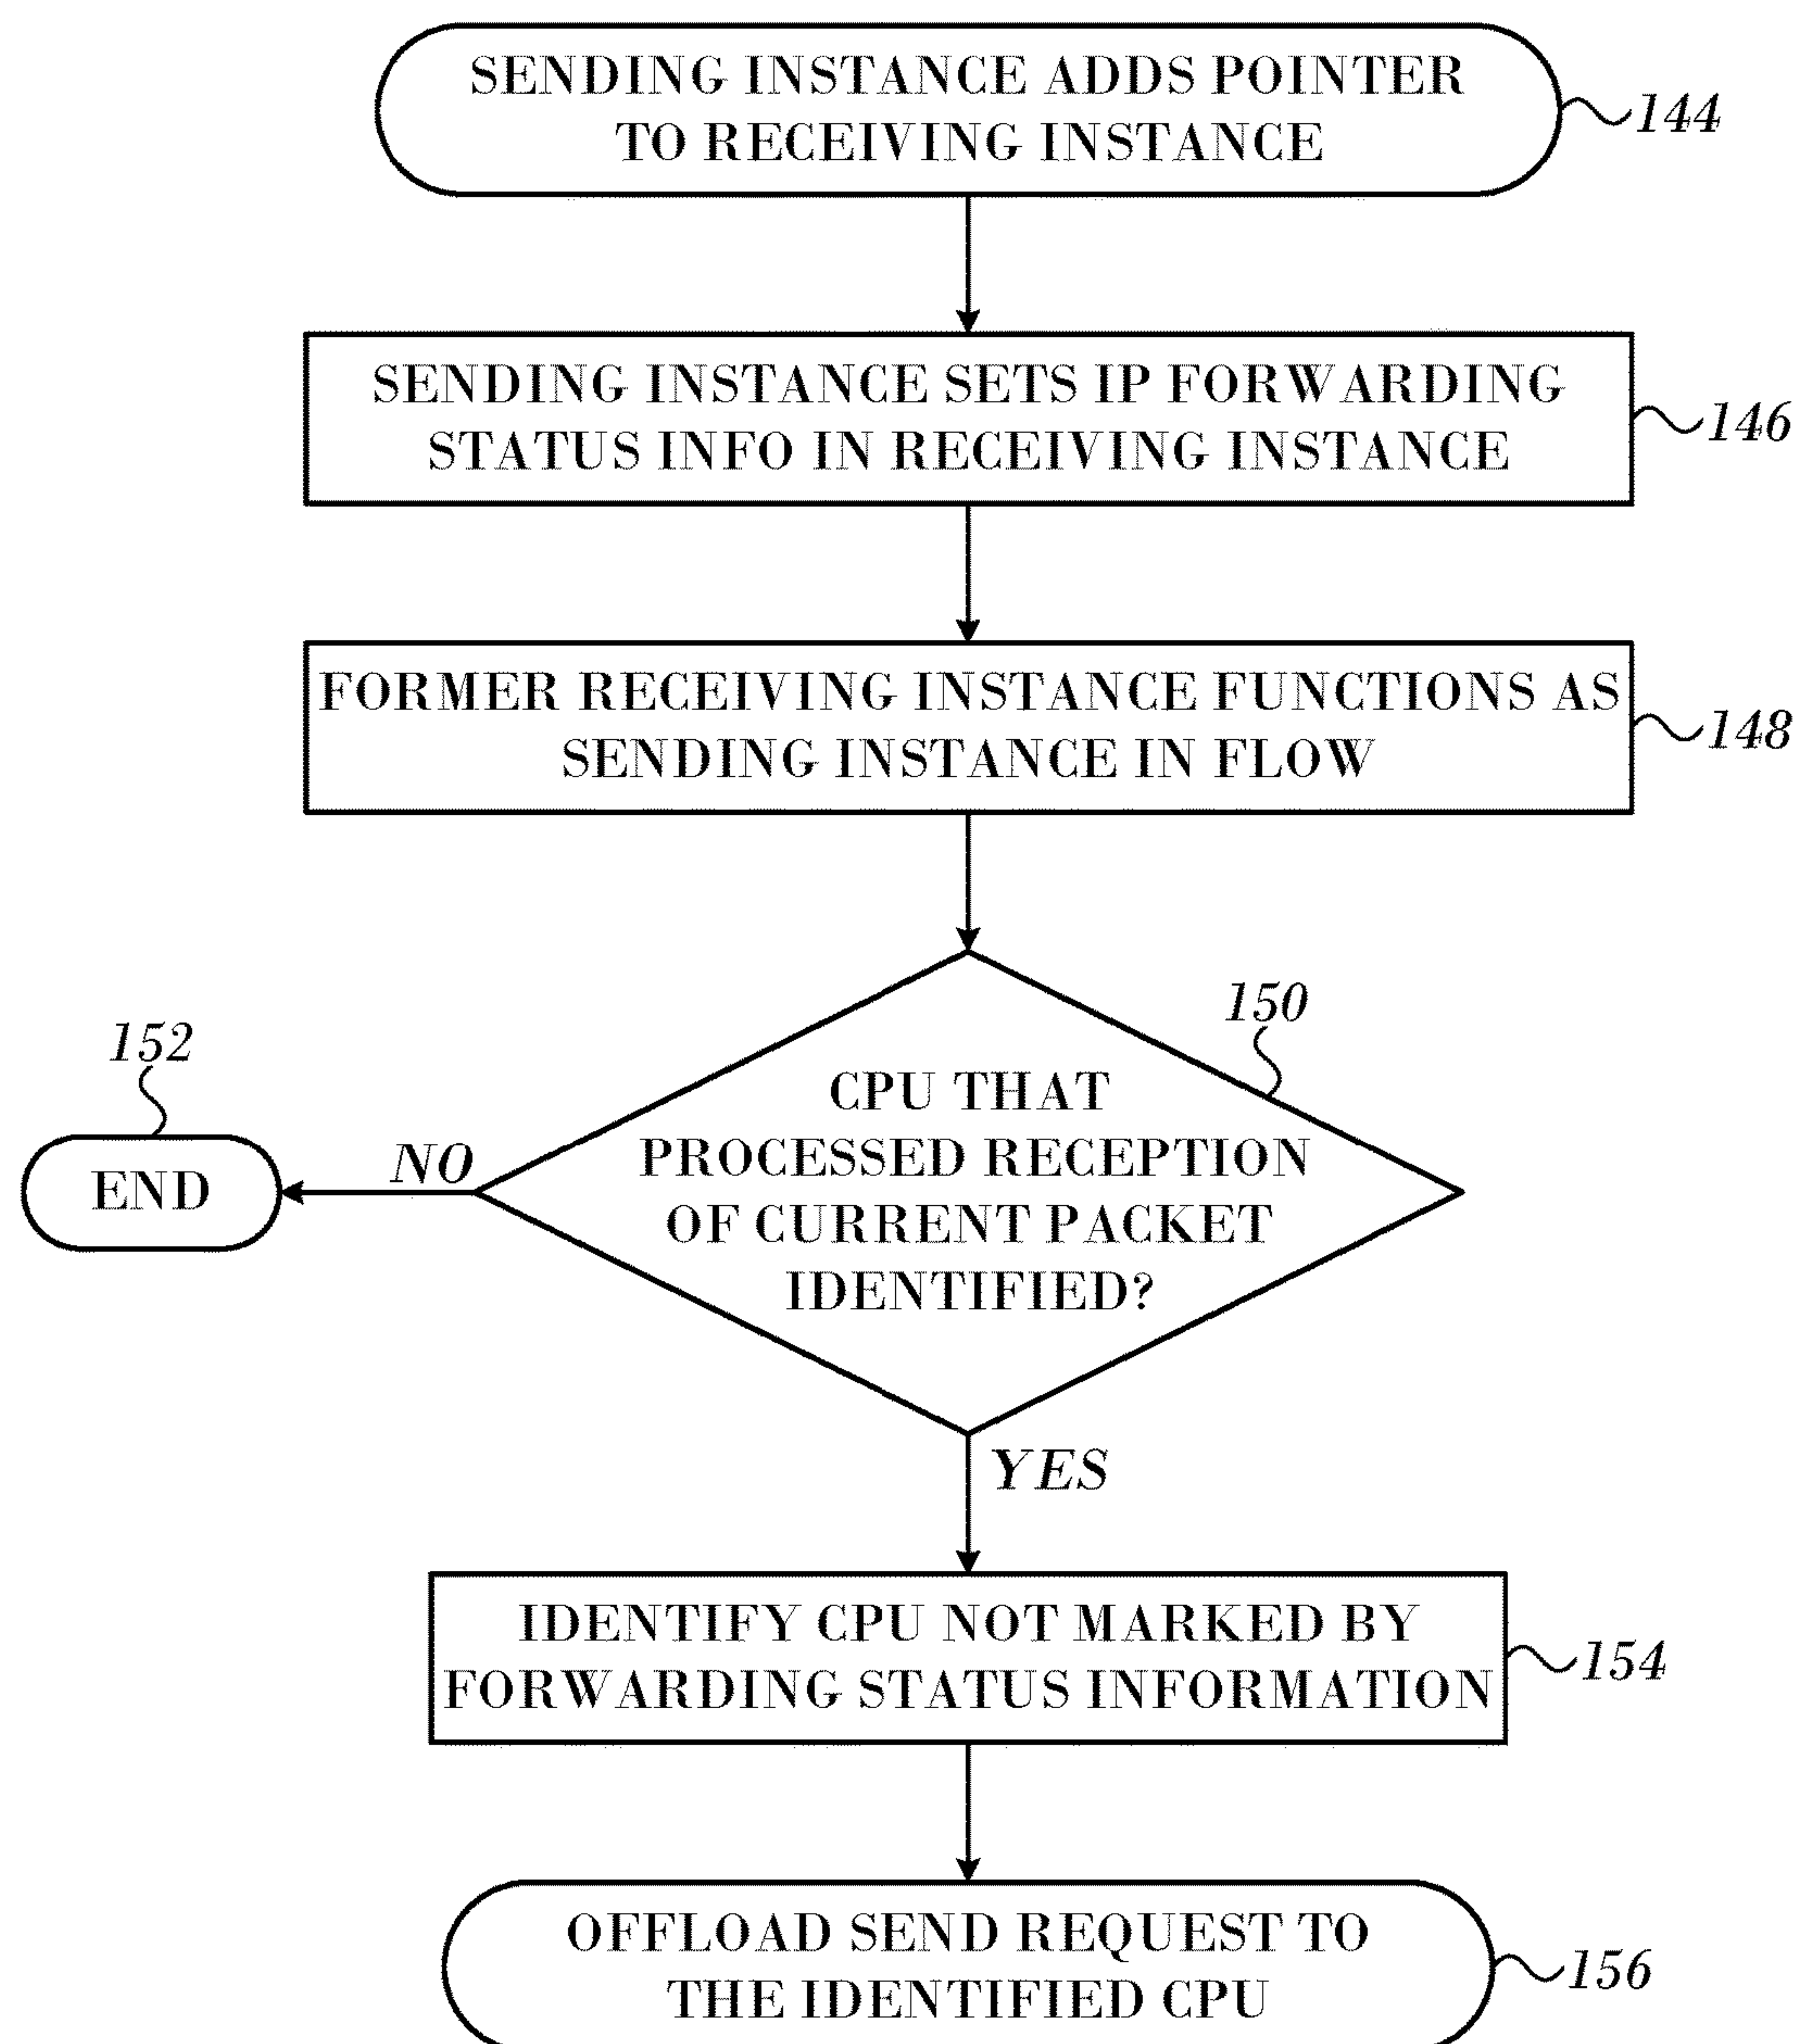 SENDING INSTANCE ADDS POINTER
TO RECEIVING INSTANCE
144
SENDING INSTANCE SETS IP FORWARDING
STATUS INFO IN RECEIVING INSTANCE
146
FORMER RECEIVING INSTANCE FUNCTIONS AS
SENDING INSTANCE IN FLOW
148
150
152
CPU THAT
PROCESSED RECEPTION
OF CURRENT PACKET
IDENTIFIED?
NO
END
YES
IDENTIFY CPU NOT MARKED BY
FORWARDING STATUS INFORMATION
154
OFFLOAD SEND REQUEST TO
THE IDENTIFIED CPU
156